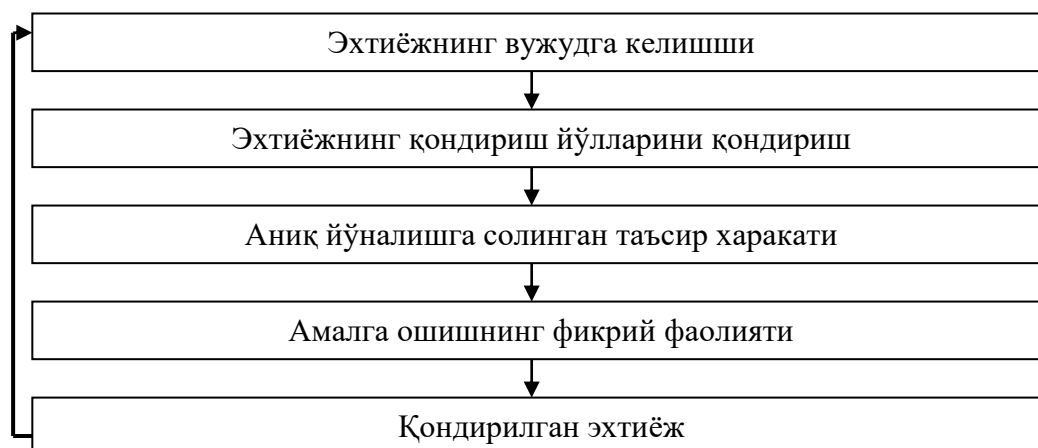 Эхтиёжнинг вужудга келишши
Эхтиёжнинг қондириш йўлларини қондириш
Аниқ йўналишга солинган таъсир харакати
Амалга ошишнинг фикрий фаолияти
Қондирилган эхтиёж